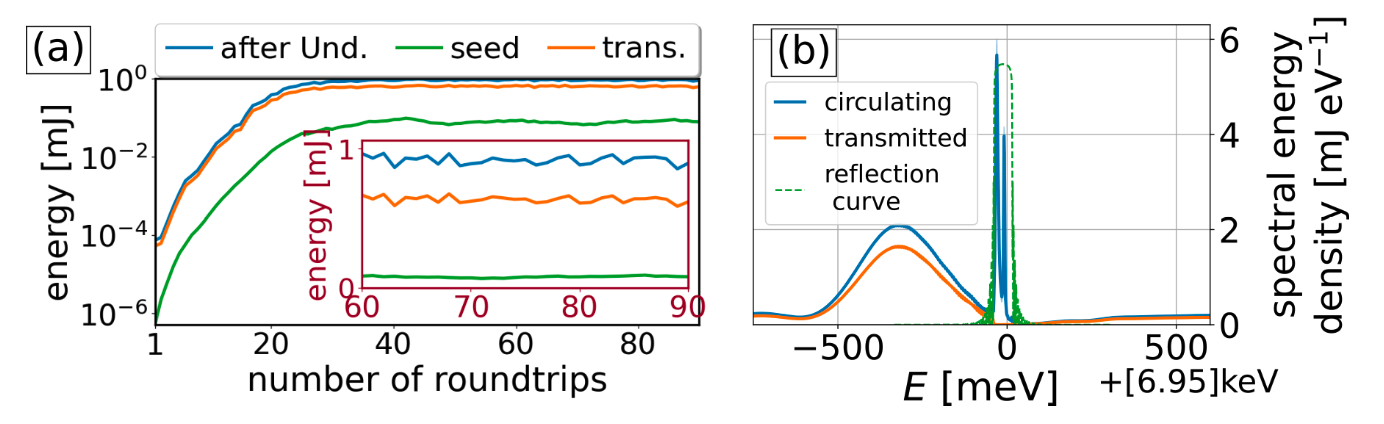 (a)
after Und. seed trans.
energy [mJ]
10⁰
10⁻²
10⁻⁴
10⁻⁶
1 20 40 60 80
number of roundtrips
energy [mJ]
1
0
60 70 80 90
(b)
circulating
transmitted
reflection
curve
6
4
2
0
spectral energy
density [mJ eV⁻¹]
−500 0 500
E [meV] +[6.95]keV